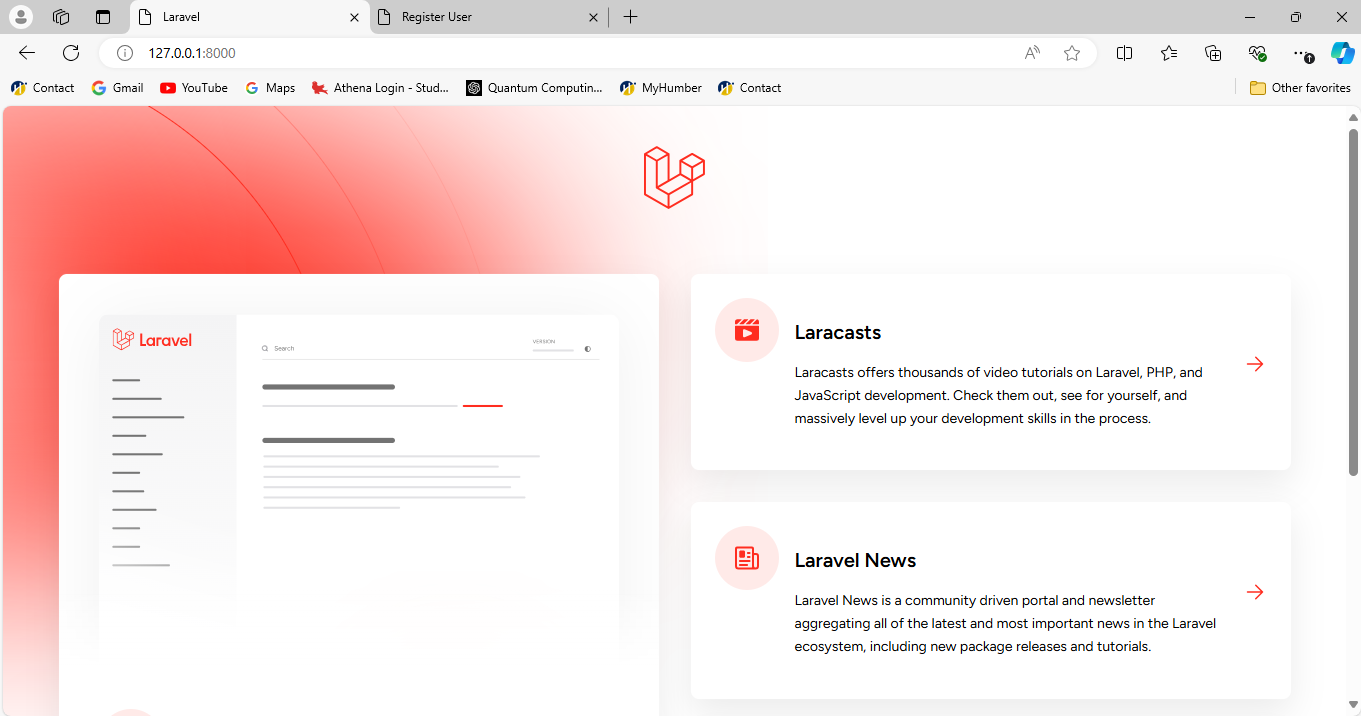 Laravel
Register User
127.0.0.1:8000
Contact
Gmail
YouTube
Maps
Athena Login - Stud...
Quantum Computin...
MyHumber
Contact
Other favorites
Laravel
Search
VERSION
Laracasts
Laracasts offers thousands of video tutorials on Laravel, PHP, and
JavaScript development. Check them out, see for yourself, and
massively level up your development skills in the process.
Laravel News
Laravel News is a community driven portal and newsletter
aggregating all of the latest and most important news in the Laravel
ecosystem, including new package releases and tutorials.